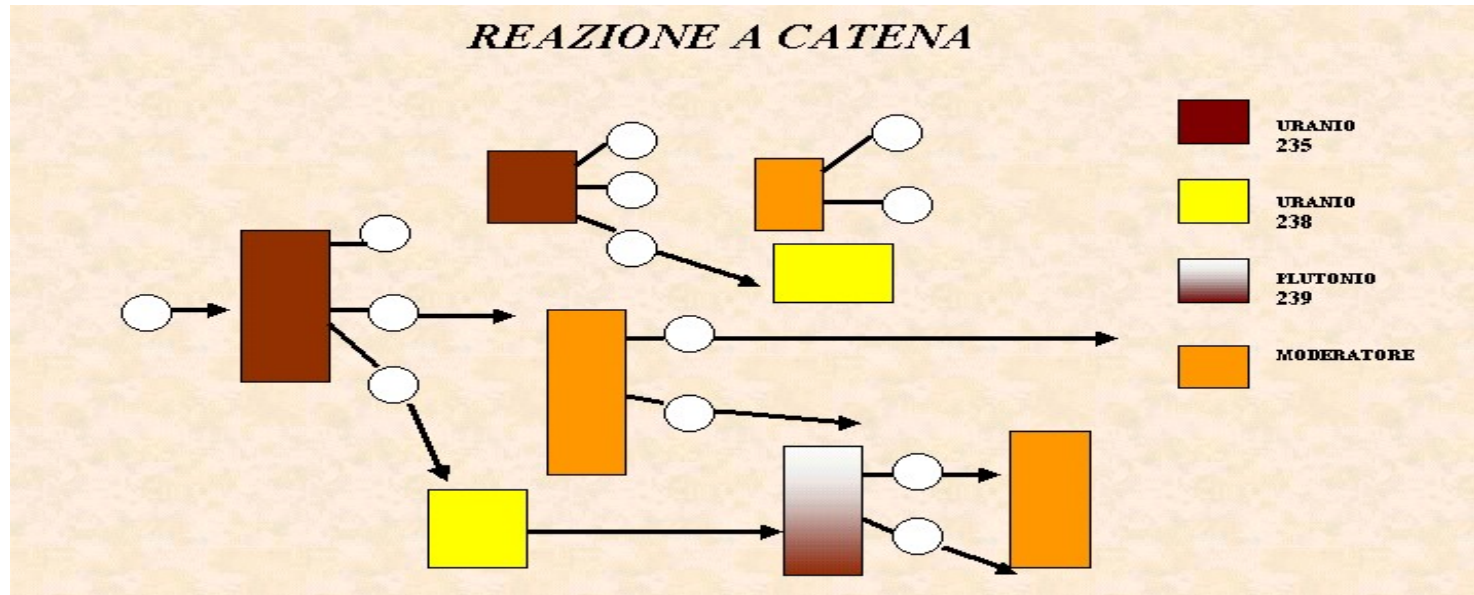 REAZIONE A CATENA
URANIO
235
URANIO
238
PLUTONIO
239
MODERATORE